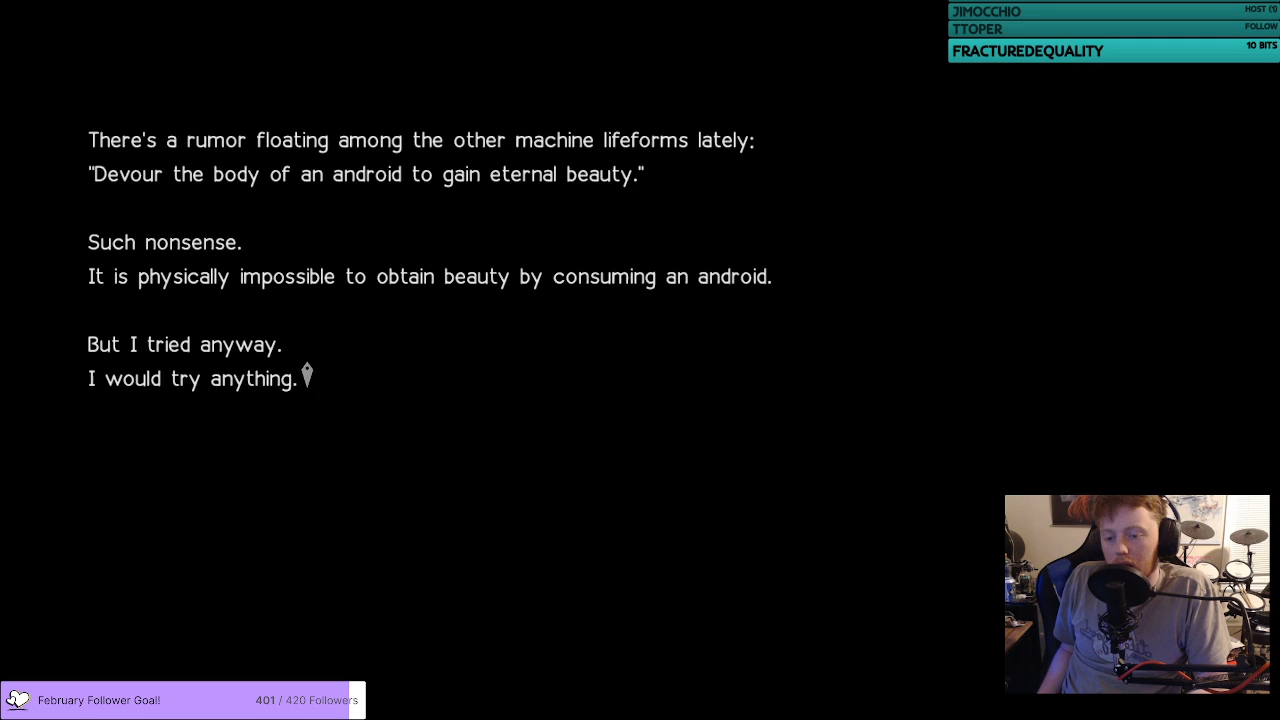 JIMOCCHIO HOST (1)
TTOPER FOLLOW
FRACTUREDEQUALITY 10 BITS
There's a rumor floating among the other machine lifeforms lately:
"Devour the body of an android to gain eternal beauty."
Such nonsense.
It is physically impossible to obtain beauty by consuming an android.
But I tried anyway.
I would try anything.
February Follower Goal! 401 / 420 Followers